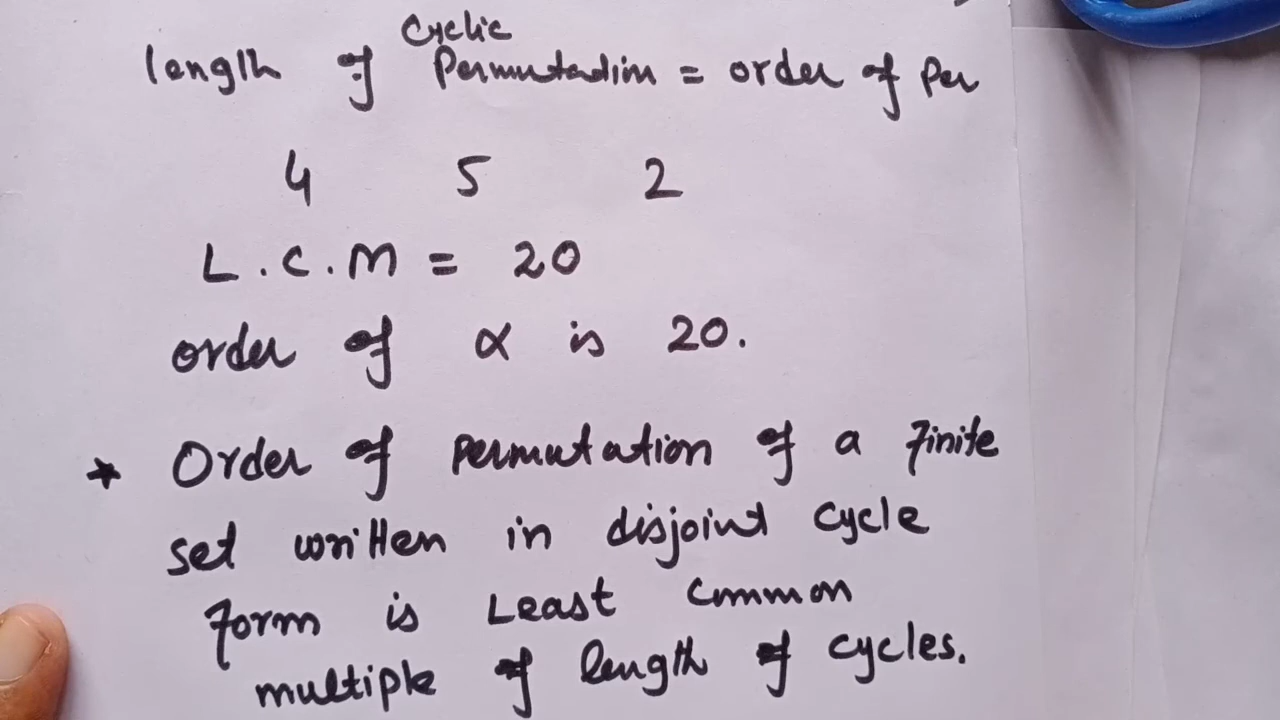 Cyclic
length of Permutation = order of Per
4 5 2
L.C.M = 20
order of α is 20.
* Order of permutation of a finite
set written in disjoint cycle
form is Least Common
multiple of length of cycles.